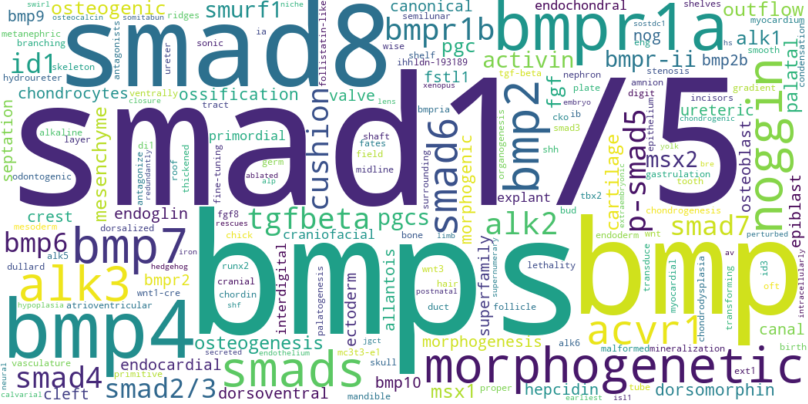 swirl
osteogenic
smurf1
canonical
endochondral
niche
shelves
bmp9
semilunar
osteocalcin
somitabun
ridges
bmpr1b
bmpr1a
outflow
metanephric
branching
antagonists
smad8
sonic
ia
wise
shelf
nog
eng
sostdc1
hs
myocardium
smooth
alk1
id1
skeleton
ureter
hydroureter
follistatin-like
pgc
activin
ihh
ldn-193189
bmpr-ii
bmp2b
stenosis
palatal
condensation
chondrocytes
ventrally
closure
ossification
valve
fstl1
tgf-beta
xenopus
nephron
fgf
plate
amnion
digit
incisors
gradient
chondrogenic
septation
alkaline
layer
mesenchyme
tract
primordial
cushion
lens
bmpria
smad1/5
smad6
bmp2
organogenesis
embryo
cko
ib
smad3
shh
epithelium
ureteric
msx2
bre
osteoblast
noggin
odontogenic
di1
antagonize
redundantly
roof
thickened
fine-tuning
germ
ablated
alp
shaft
fates
field
midline
surrounding
morphogenic
explant
tbx2
bud
cartilage
extraembryonic
p-smad5
yolk
gastrulation
tooth
chondrogenesis
epiblast
crest
endoglin
fgf8
rescues
tgfbeta
pgcs
alk2
endoderm
wnt
smad7
mesoderm
dorsalized
bmp6
bmp7
chick
craniofacial
bone
limb
superfamily
supernumerary
bmps
bmp
perturbed
dullard
alk5
iron
hedgehog
alk3
bmpr2
runx2
cranial
chordin
shf
interdigital
palatogenesis
ectoderm
allantois
wnt3
hair
postnatal
duct
follicle
lethality
transduce
myocardial
chondrodysplasia
av
transforming
id3
oft
intracellularly
hypoplasia
wnt1-cre
atrioventricular
bmp4
osteogenesis
jgct
morphogenesis
alk6
acvr1
malformed
mineralization
canal
birth
neural
vasculature
endocardial
secreted
endothelium
mc3t3-e1
skull
smads
morphogenetic
smad4
primitive
calvarial
cleft
smad2/3
dorsoventral
bmp10
mandible
msx1
proper
earliest
hepcidin
tube
isl1
ext1
dorsomorphin